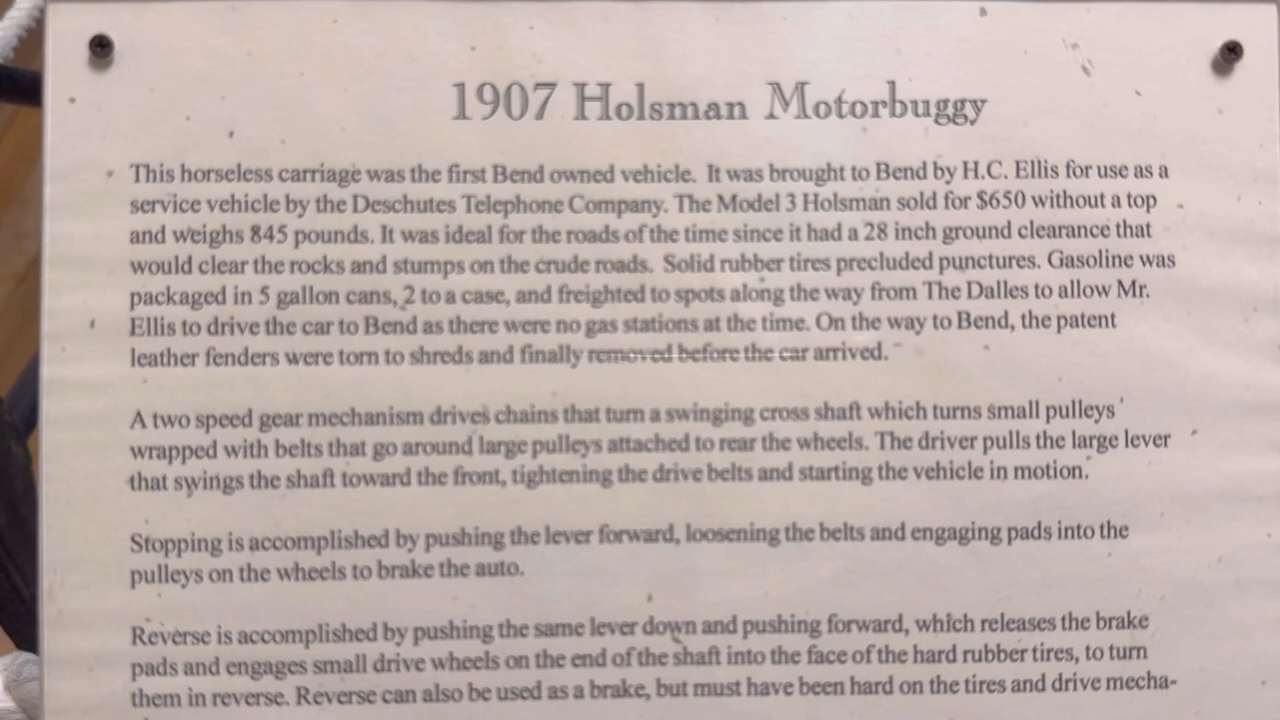 1907 Holsman Motorbuggy
This horseless carriage was the first Bend owned vehicle. It was brought to Bend by H.C. Ellis for use as a
service vehicle by the Deschutes Telephone Company. The Model 3 Holsman sold for $650 without a top
and weighs 845 pounds. It was ideal for the roads of the time since it had a 28 inch ground clearance that
would clear the rocks and stumps on the crude roads. Solid rubber tires precluded punctures. Gasoline was
packaged in 5 gallon cans, 2 to a case, and freighted to spots along the way from The Dalles to allow Mr.
Ellis to drive the car to Bend as there were no gas stations at the time. On the way to Bend, the patent
leather fenders were torn to shreds and finally removed before the car arrived.
A two speed gear mechanism drives chains that turn a swinging cross shaft which turns small pulleys
wrapped with belts that go around large pulleys attached to rear the wheels. The driver pulls the large lever
that swings the shaft toward the front, tightening the drive belts and starting the vehicle in motion.
Stopping is accomplished by pushing the lever forward, loosening the belts and engaging pads into the
pulleys on the wheels to brake the auto.
Reverse is accomplished by pushing the same lever down and pushing forward, which releases the brake
pads and engages small drive wheels on the end of the shaft into the face of the hard rubber tires, to turn
them in reverse. Reverse can also be used as a brake, but must have been hard on the tires and drive mecha-